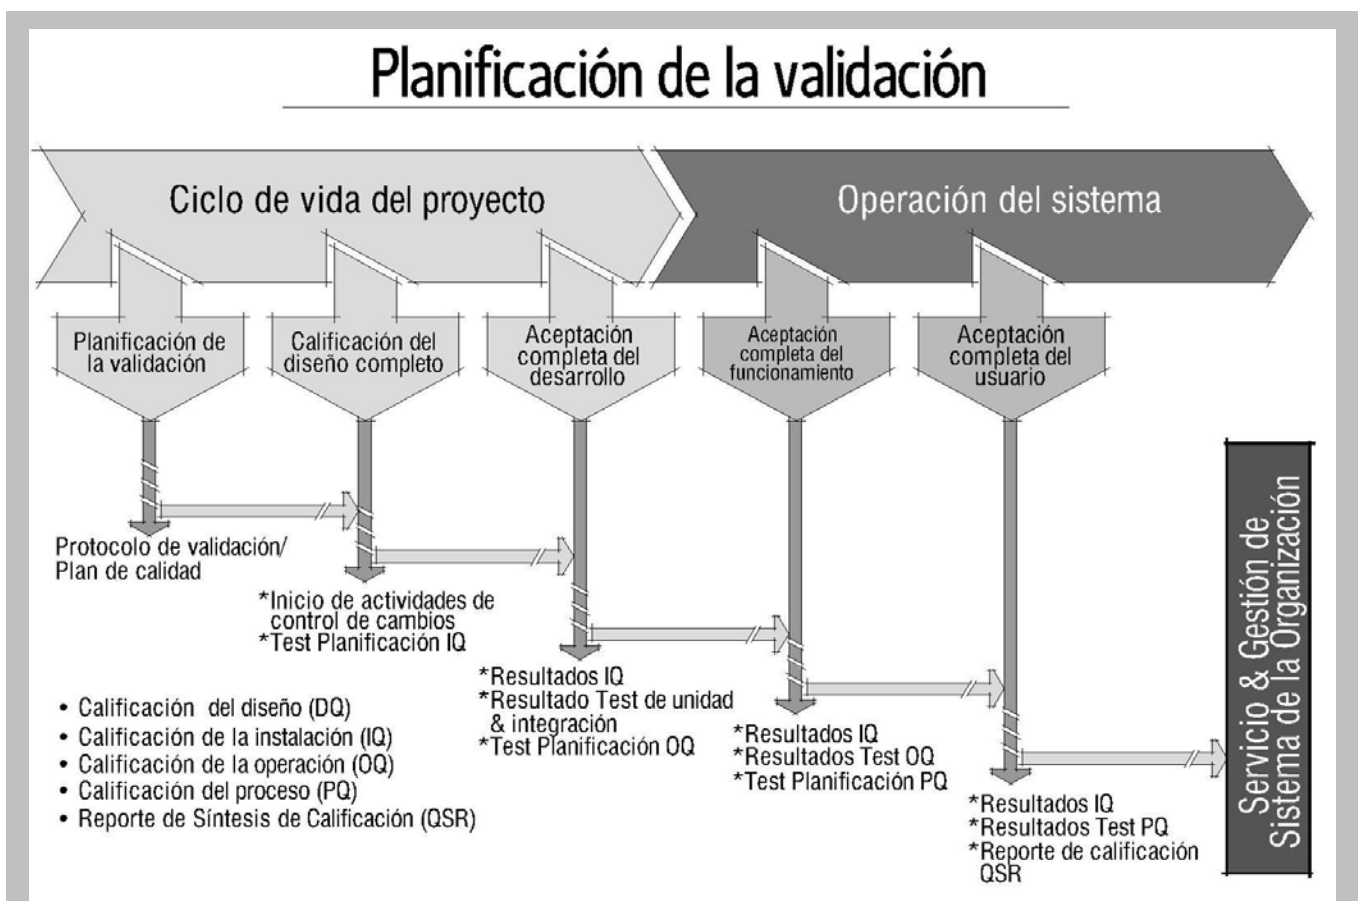 Planificación de la validación
Ciclo de vida del proyecto
Operación del sistema
Planificación de
la validación
Calificación del
diseño completo
Aceptación
completa del
desarrollo
Aceptación
completa del
funcionamiento
Aceptación
completa del
usuario
Protocolo de validación/
Plan de calidad
*Inicio de actividades de
control de cambios
*Test Planificación IQ
*Resultados IQ
*Resultado Test de unidad
& integración
*Test Planificación OQ
*Resultados IQ
*Resultados Test OQ
*Test Planificación PQ
*Resultados IQ
*Resultados Test PQ
*Reporte de calificación
QSR
Servicio & Gestión de
Sistema de la Organización
• Calificación del diseño (DQ)
• Calificación de la instalación (IQ)
• Calificación de la operación (OQ)
• Calificación del proceso (PQ)
• Reporte de Síntesis de Calificación (QSR)